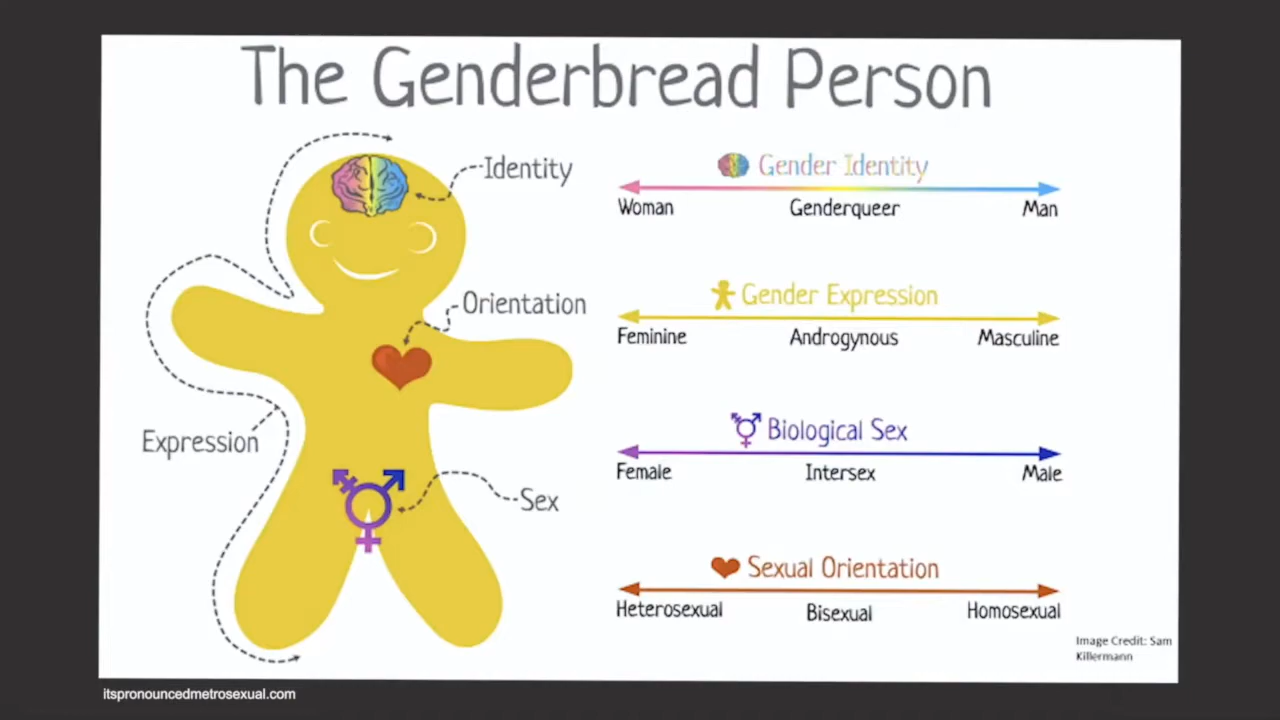 The Genderbread Person
Identity
Orientation
Expression
Sex
Gender Identity
Woman Genderqueer Man
Gender Expression
Feminine Androgynous Masculine
Biological Sex
Female Intersex Male
Sexual Orientation
Heterosexual Bisexual Homosexual
Image Credit: Sam
Killermann
itspronouncedmetrosexual.com